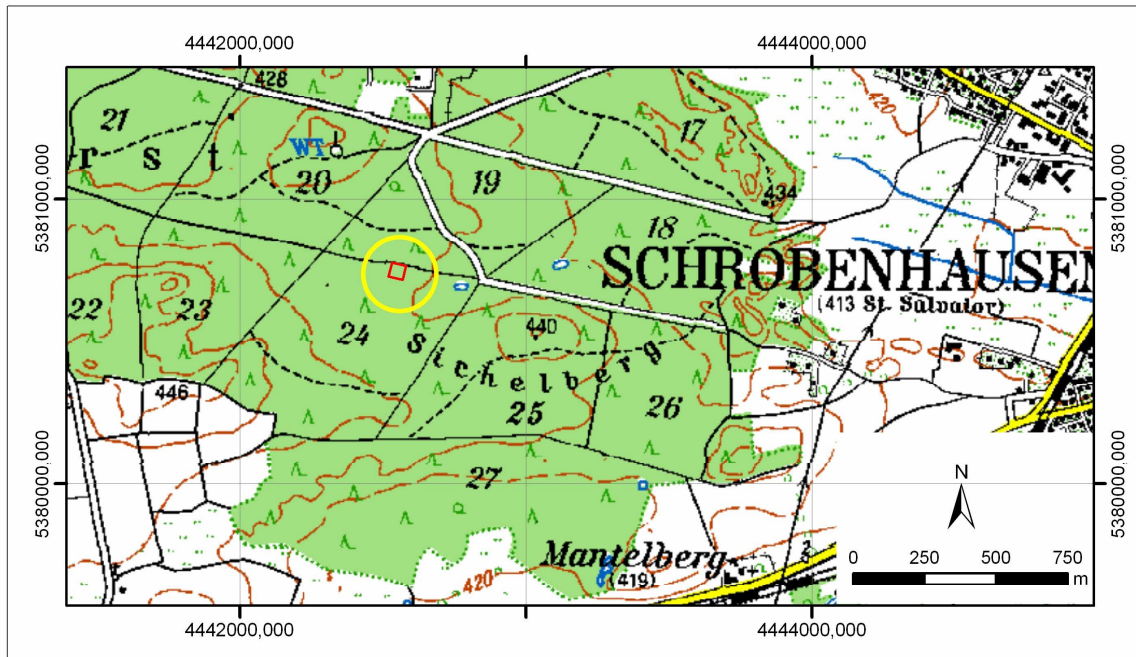 4442000,000 4444000,000
428
420
21
17
WT
r s t
5381000,000
20
19
434
5381000,000
18
SCHROBENHAUSEN
(413 St. Salvator)
22
23
24
440
Sichelberg
446
25
26
5380000,000
27
5380000,000
N
Mantelberg
(419)
420
2
0 250 500 750
m
4442000,000 4444000,000